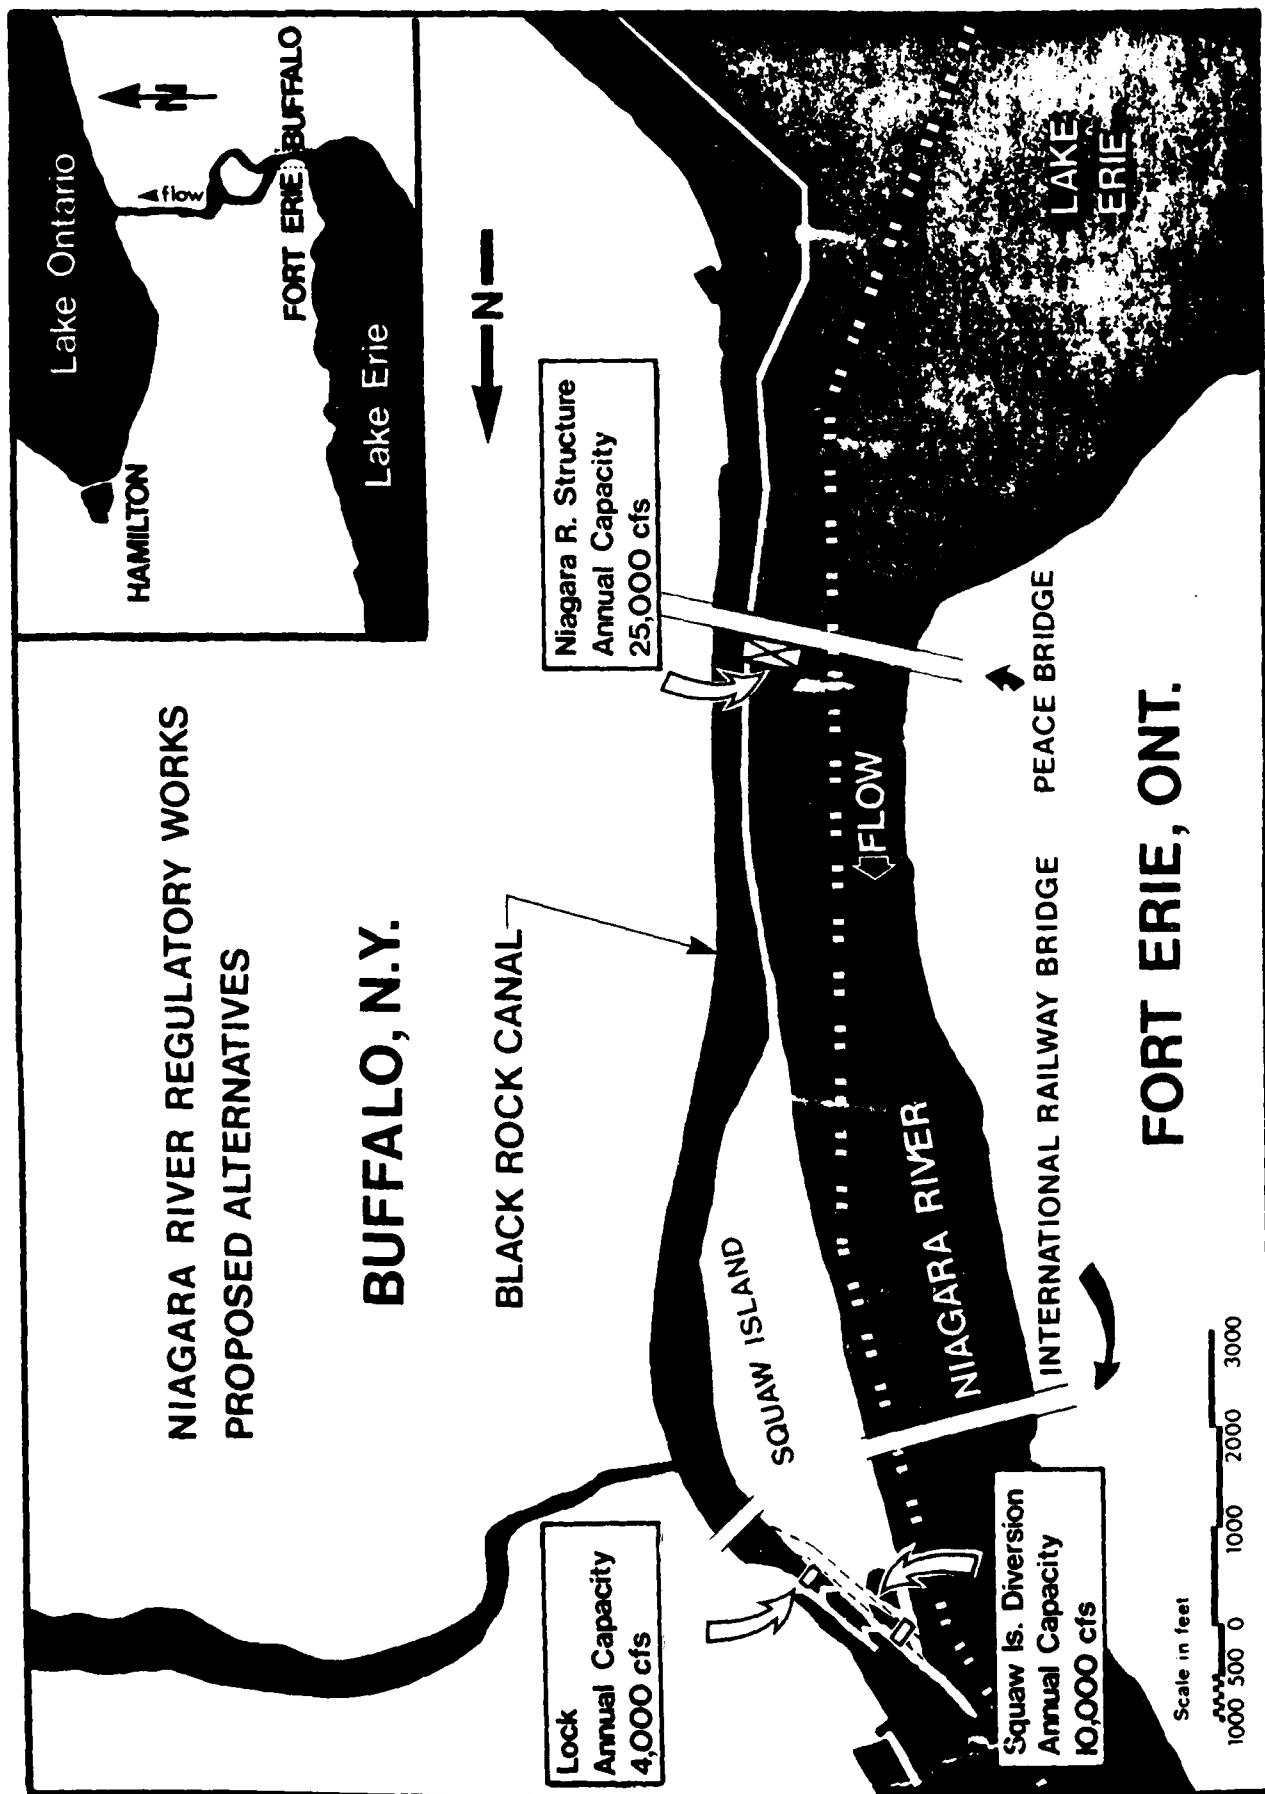 NIAGARA RIVER REGULATORY WORKS
PROPOSED ALTERNATIVES
BUFFALO, N.Y.
BLACK ROCK CANAL
Lake Ontario
N
flow
HAMILTON
FORT ERIE
BUFFALO
Lake Erie
N
Niagara R. Structure
Annual Capacity
25,000 cfs
Lock
Annual Capacity
4,000 cfs
SQUAW ISLAND
FLOW
NIAGARA RIVER
LAKE
ERIE
Squaw Is. Diversion
Annual Capacity
10,000 cfs
INTERNATIONAL RAILWAY BRIDGE
PEACE BRIDGE
FORT ERIE, ONT.
Scale in feet
1000 500 0 1000 2000 3000